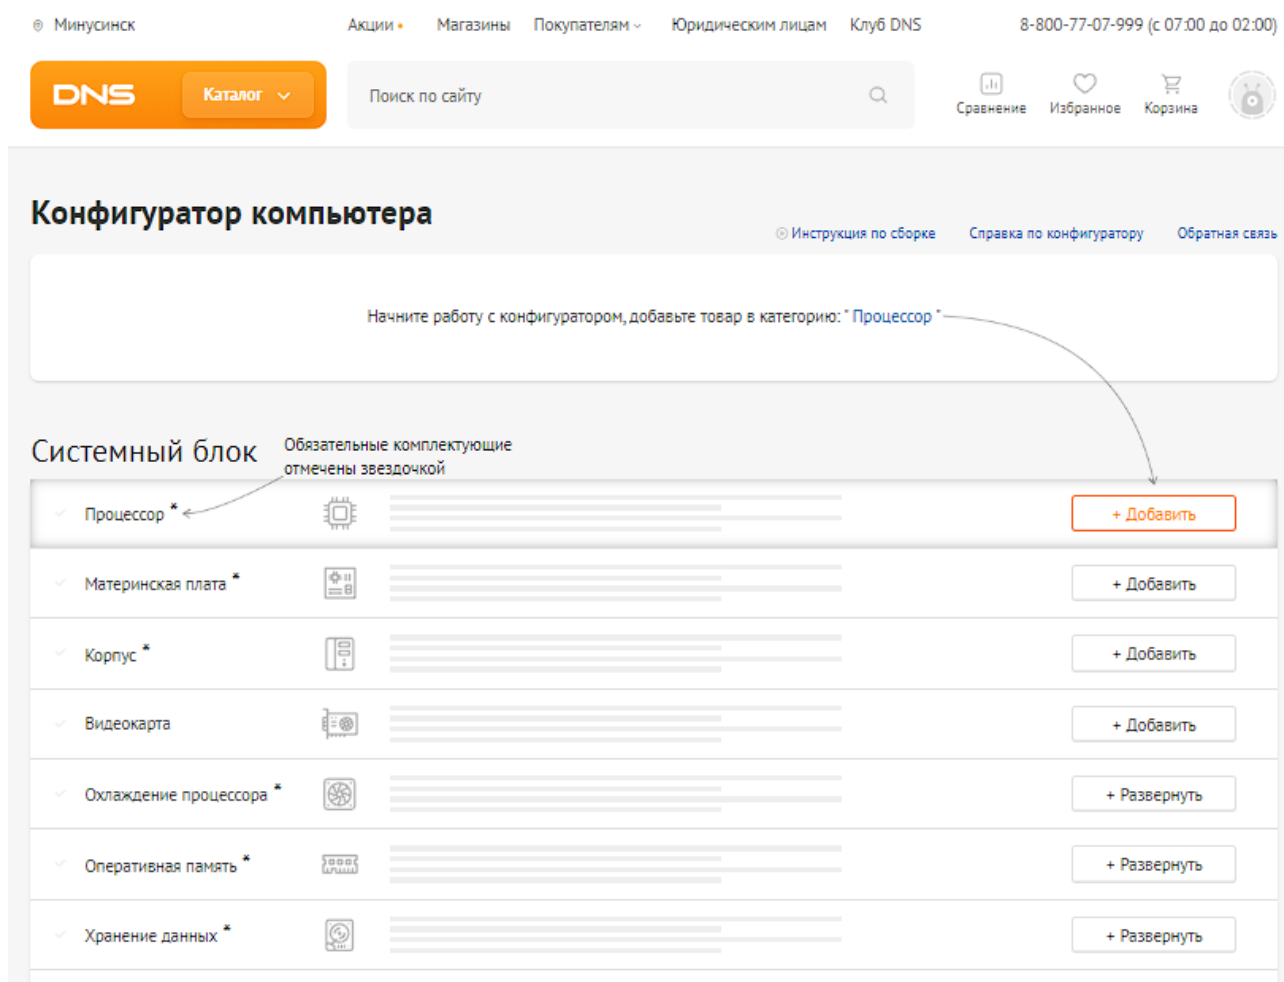 Минусинск
Акции Магазины Покупателям Юридическим лицам Клуб DNS
8-800-77-07-999 (с 07:00 до 02:00)
DNS
Каталог
Поиск по сайту
Сравнение Избранное Корзина
Конфигуратор компьютера
Инструкция по сборке Справка по конфигуратору Обратная связь
Начните работу с конфигуратором, добавьте товар в категорию: " Процессор "
Системный блок
Обязательные комплектующие
отмечены звездочкой
Процессор *
+ Добавить
Материнская плата *
+ Добавить
Корпус *
+ Добавить
Видеокарта
+ Добавить
Охлаждение процессора *
+ Развернуть
Оперативная память *
+ Развернуть
Хранение данных *
+ Развернуть